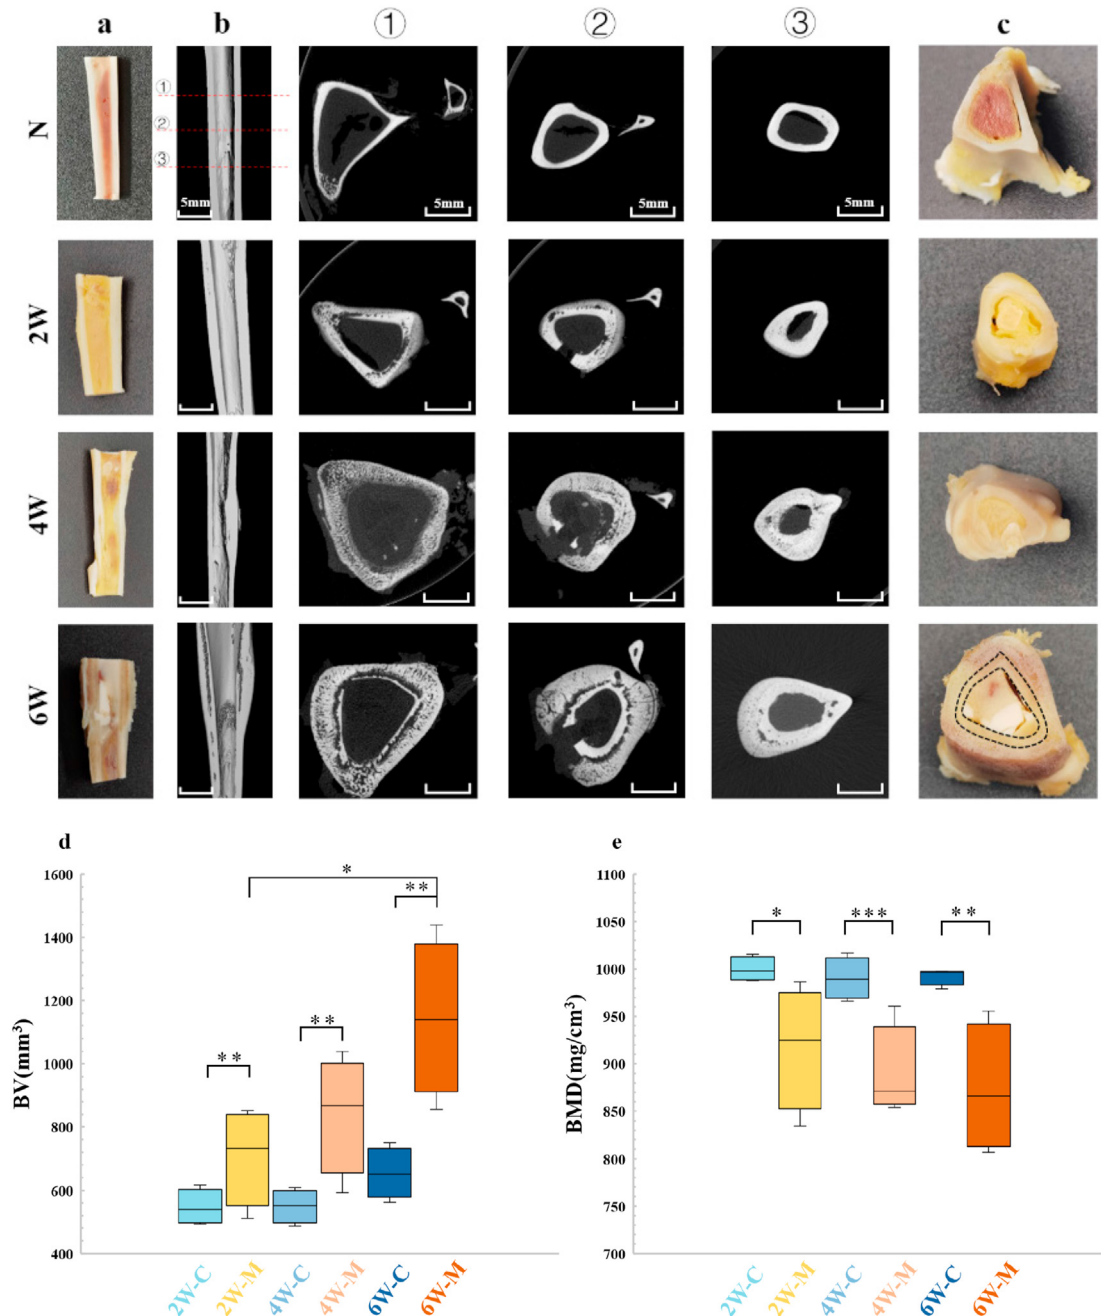 a b ① ② ③ c
N
①
②
③
5mm 5mm 5mm 5mm
2W
4W
6W
d
BV(mm³)
1600
1400
1200
1000
800
600
400
*
**
**
**
2W-C 2W-M 4W-C 4W-M 6W-C 6W-M
e
BMD(mg/cm³)
1100
1050
1000
950
900
850
800
750
700
* *** **
2W-C 2W-M 4W-C 4W-M 6W-C 6W-M